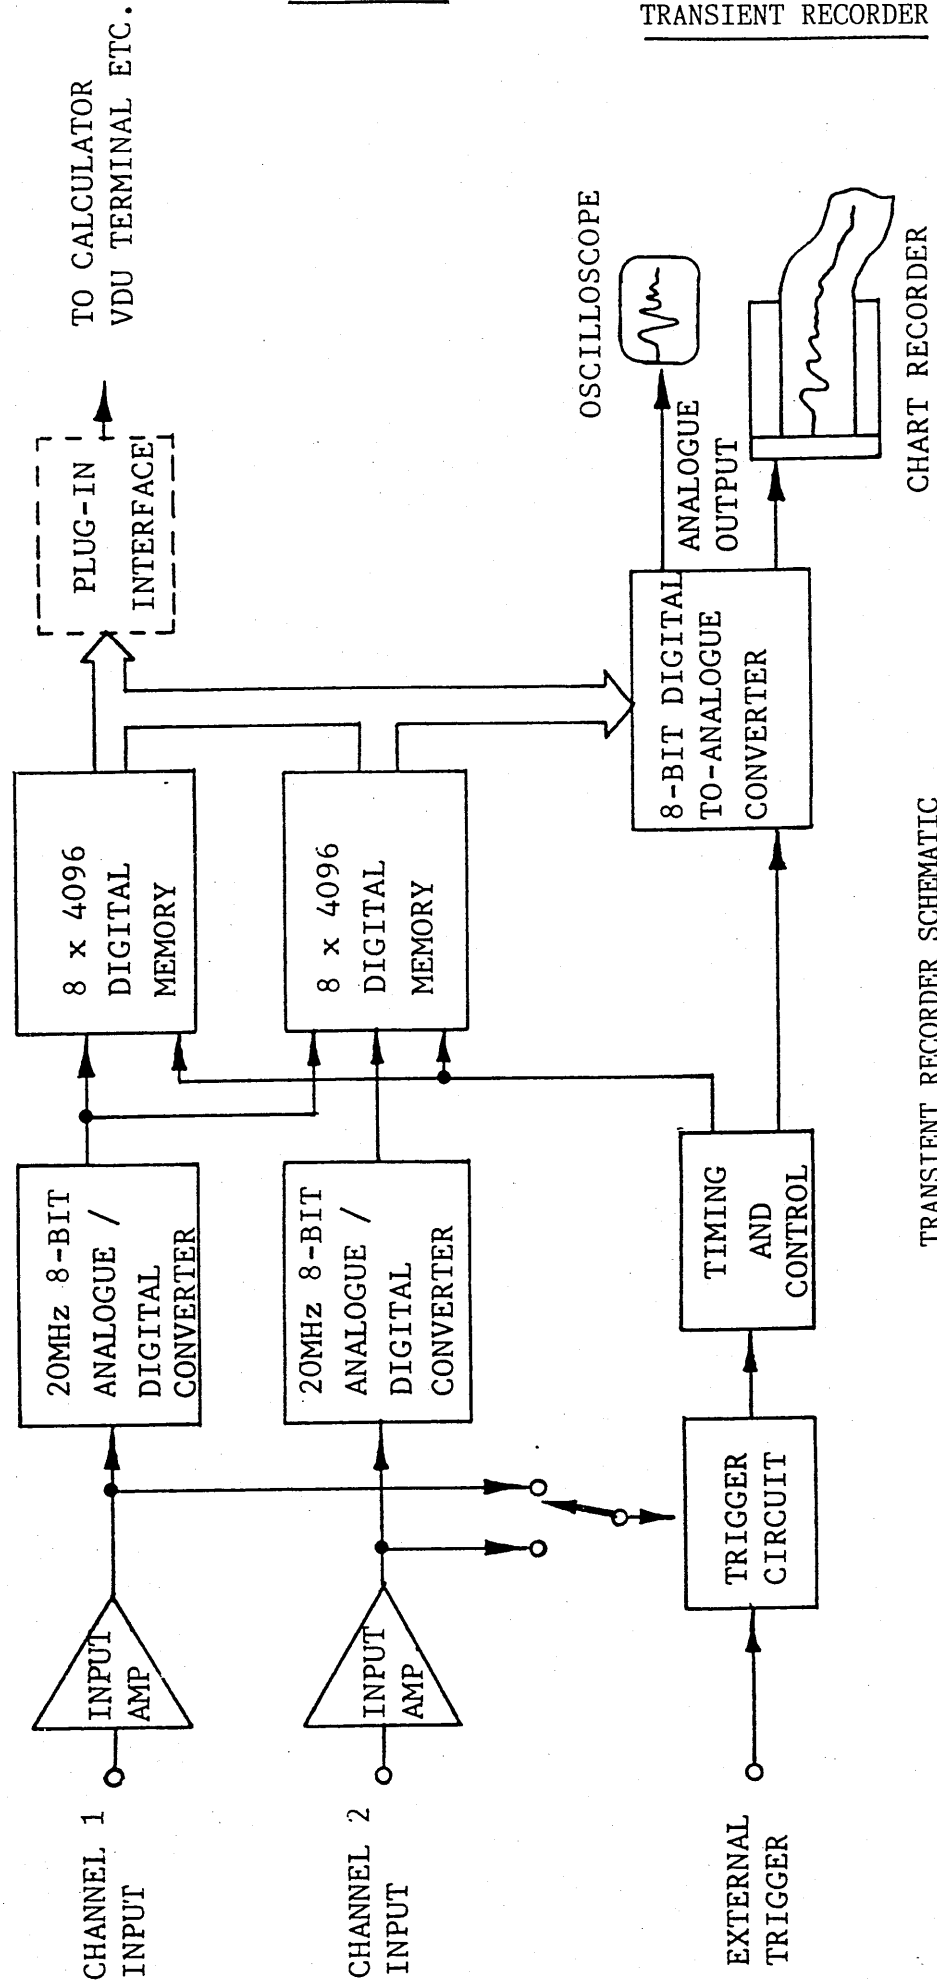 TRANSIENT RECORDER
CHANNEL 1
INPUT
INPUT
AMP
20MHz 8-BIT
ANALOGUE /
DIGITAL
CONVERTER
8 x 4096
DIGITAL
MEMORY
PLUG-IN
INTERFACE
TO CALCULATOR
VDU TERMINAL ETC.
CHANNEL 2
INPUT
INPUT
AMP
20MHz 8-BIT
ANALOGUE /
DIGITAL
CONVERTER
8 x 4096
DIGITAL
MEMORY
OSCILLOSCOPE
EXTERNAL
TRIGGER
TRIGGER
CIRCUIT
TIMING
AND
CONTROL
8-BIT DIGITAL
TO-ANALOGUE
CONVERTER
ANALOGUE
OUTPUT
CHART RECORDER
TRANSIENT RECORDER SCHEMATIC